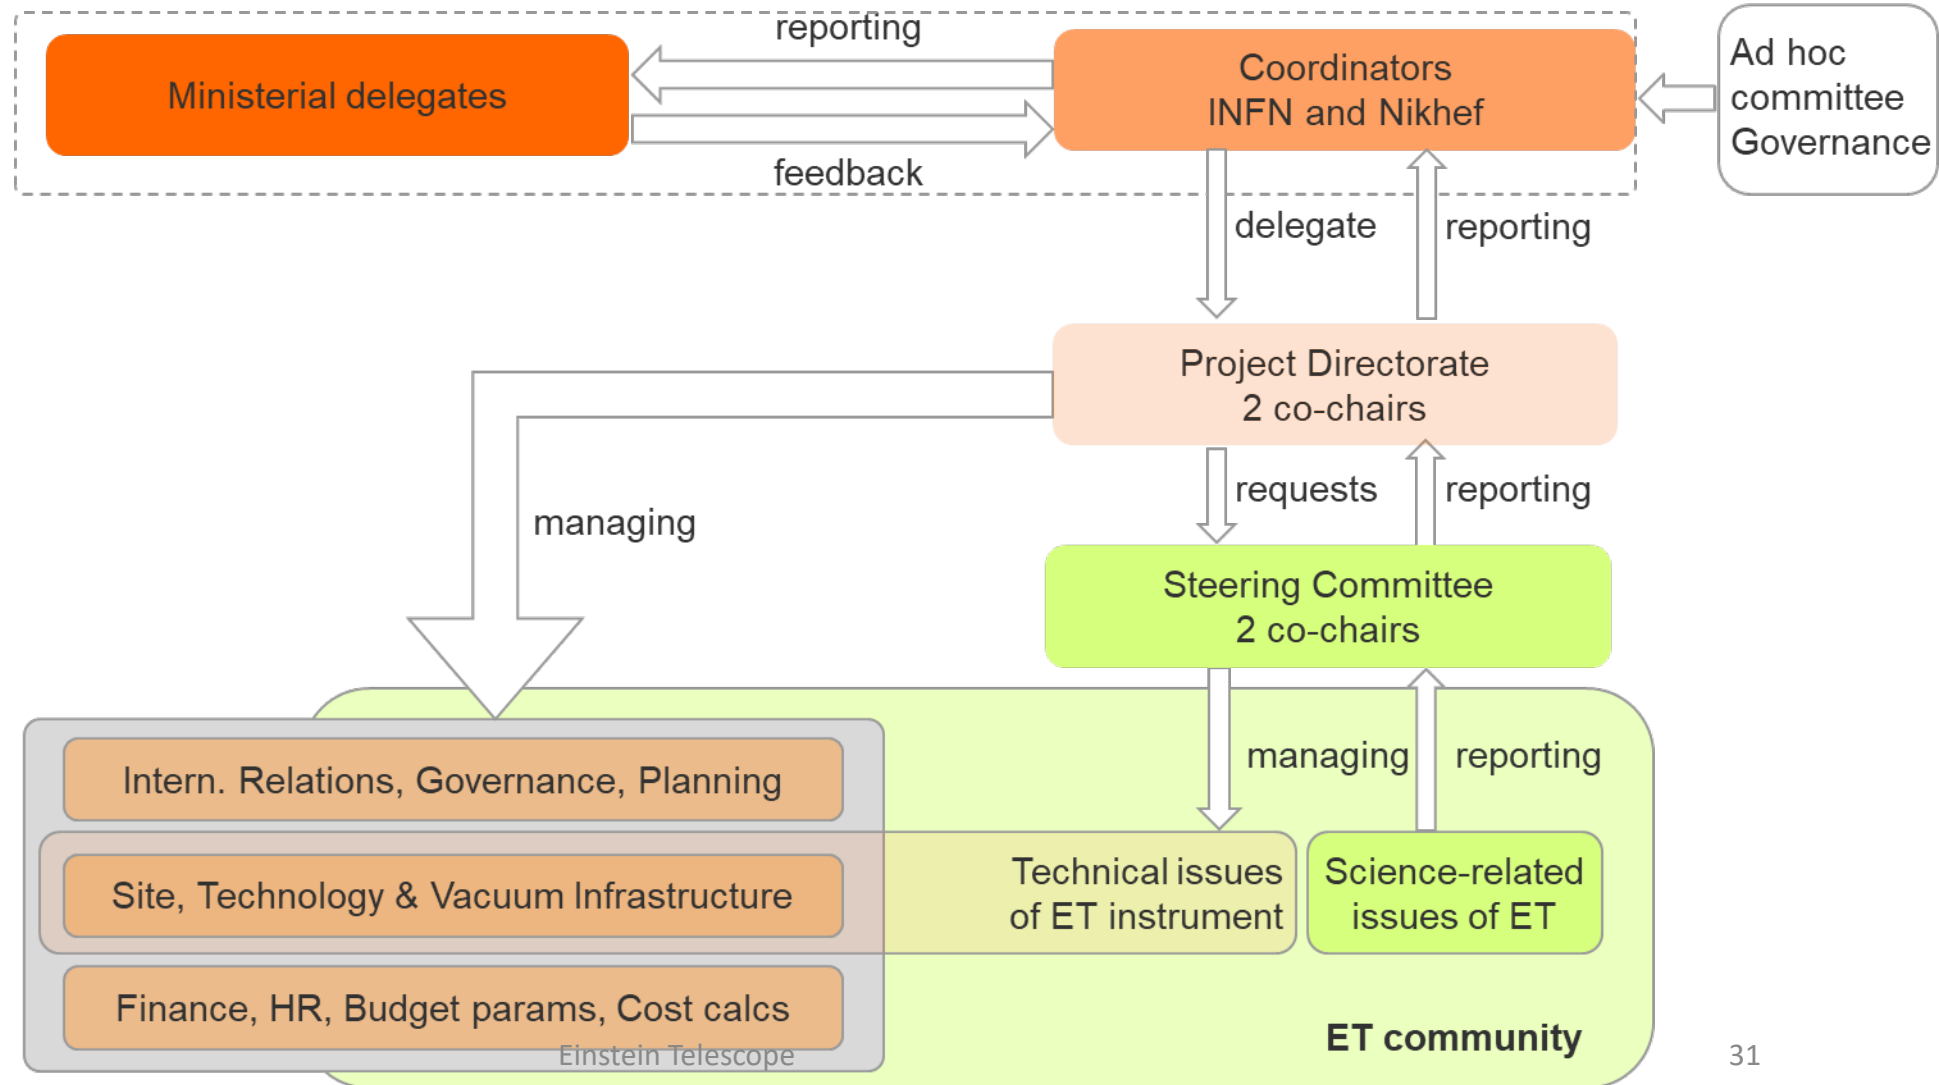 reporting
Ministerial delegates
Coordinators
INFN and Nikhef
Ad hoc
committee
Governance
feedback
delegate
reporting
Project Directorate
2 co-chairs
requests
reporting
managing
Steering Committee
2 co-chairs
managing
reporting
Intern. Relations, Governance, Planning
Site, Technology & Vacuum Infrastructure
Technical issues
of ET instrument
Science-related
issues of ET
Finance, HR, Budget params, Cost calcs
ET community
Einstein Telescope
31